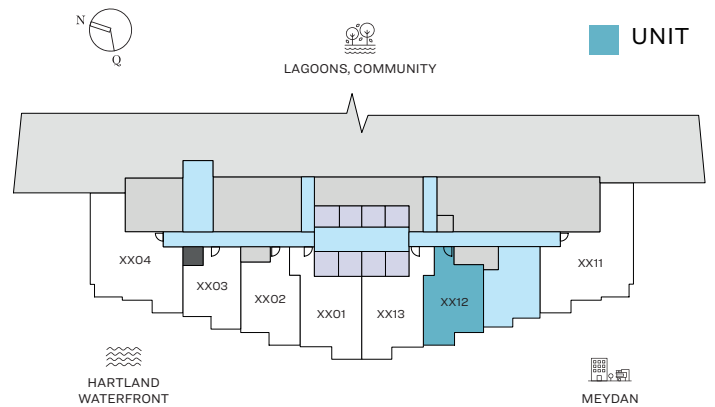 N
Q
UNIT
LAGOONS, COMMUNITY
XX04
XX03
XX02
XX01
XX13
XX12
XX11
HARTLAND
WATERFRONT
MEYDAN